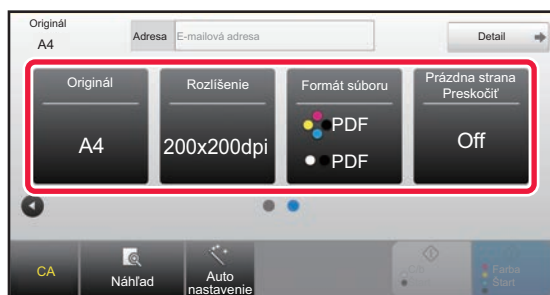 Originál
A4
Adresa E-mailová adresa
Detail
Originál
A4
Rozlíšenie
200x200dpi
Formát súboru
PDF
PDF
Prázdna strana
Preskočiť
Off
CA
Náhľad
Auto
nastavenie
Farba
Štart